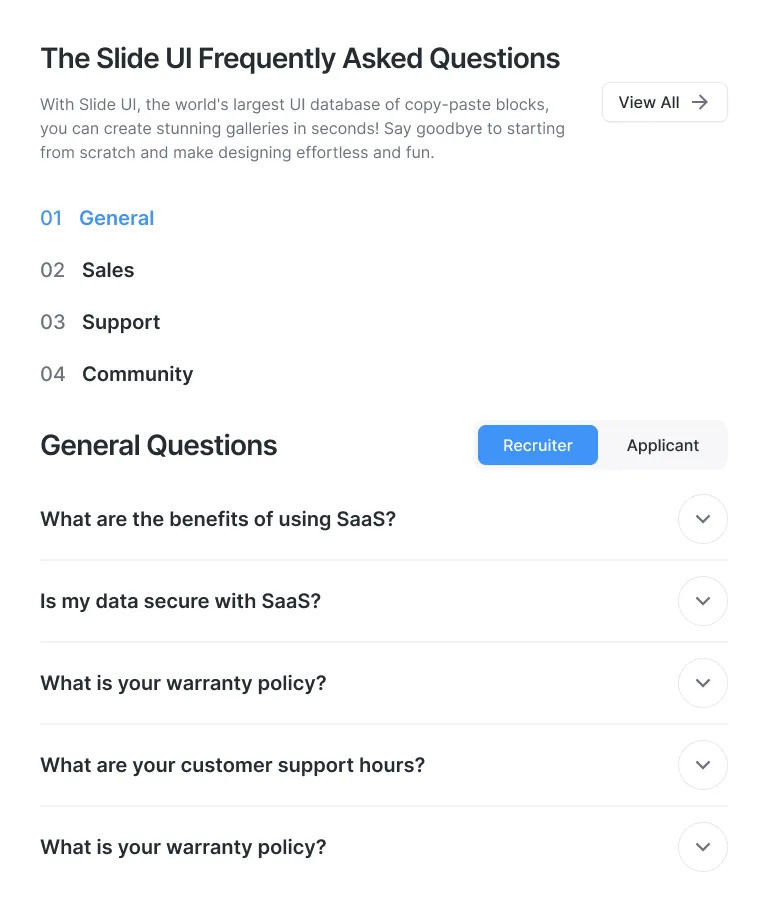 The Slide UI Frequently Asked Questions
With Slide UI, the world's largest UI database of copy-paste blocks,
you can create stunning galleries in seconds! Say goodbye to starting
from scratch and make designing effortless and fun.
View All
01 General
02 Sales
03 Support
04 Community
General Questions
Recruiter
Applicant
What are the benefits of using SaaS?
Is my data secure with SaaS?
What is your warranty policy?
What are your customer support hours?
What is your warranty policy?